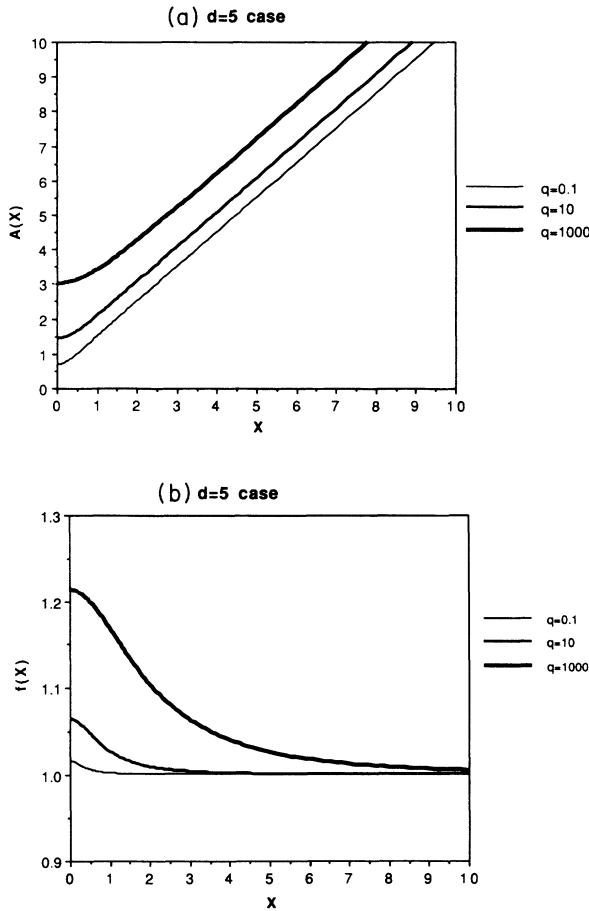 (a) d=5 case
10
9
8
7
6
5
4
3
2
1
0
A(X)
0 1 2 3 4 5 6 7 8 9 10
X
q=0.1
q=10
q=1000
(b) d=5 case
1.3
1.2
1.1
1.0
0.9
f(X)
0 1 2 3 4 5 6 7 8 9 10
X
q=0.1
q=10
q=1000